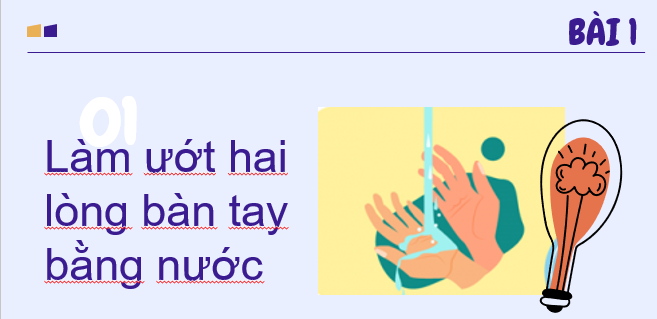 BÀI 1
01
Làm ướt hai
lòng bàn tay
bằng nước